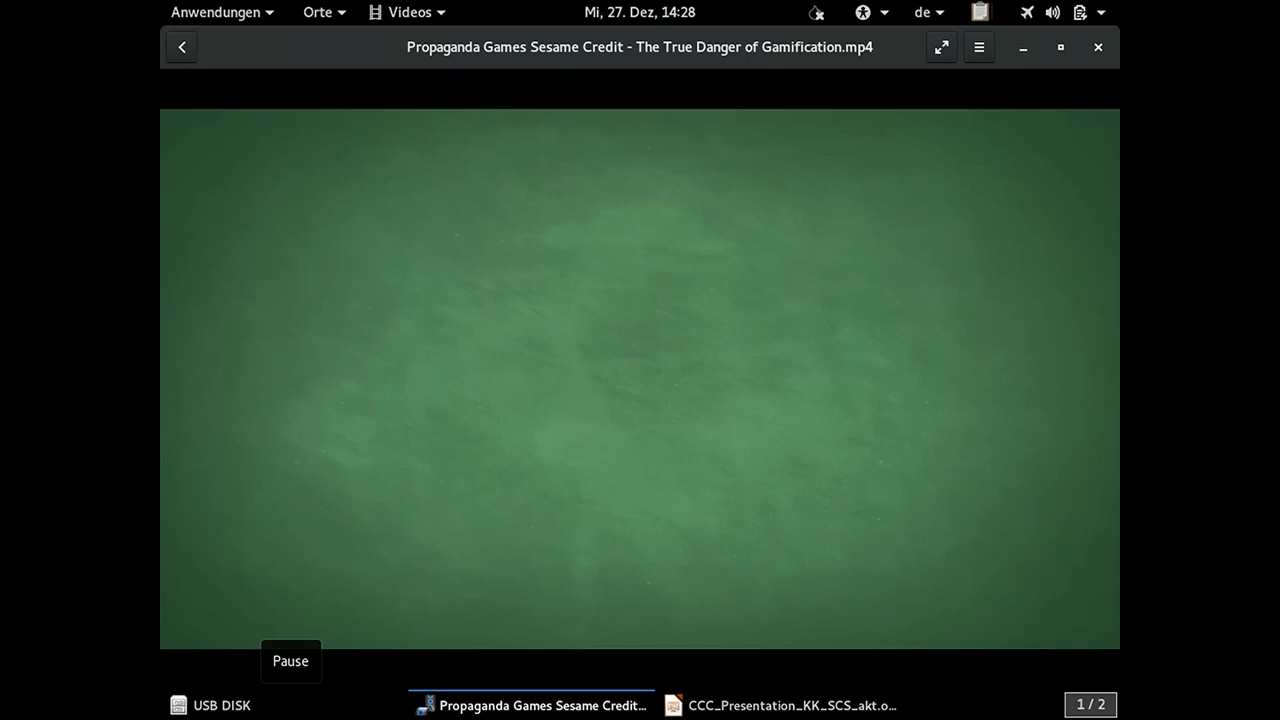 Anwendungen Orte Videos Mi, 27. Dez, 14:28 de
Propaganda Games Sesame Credit - The True Danger of Gamification.mp4
Pause
USB DISK Propaganda Games Sesame Credit... CCC_Presentation_KK_SCS_akt.o... 1 / 2